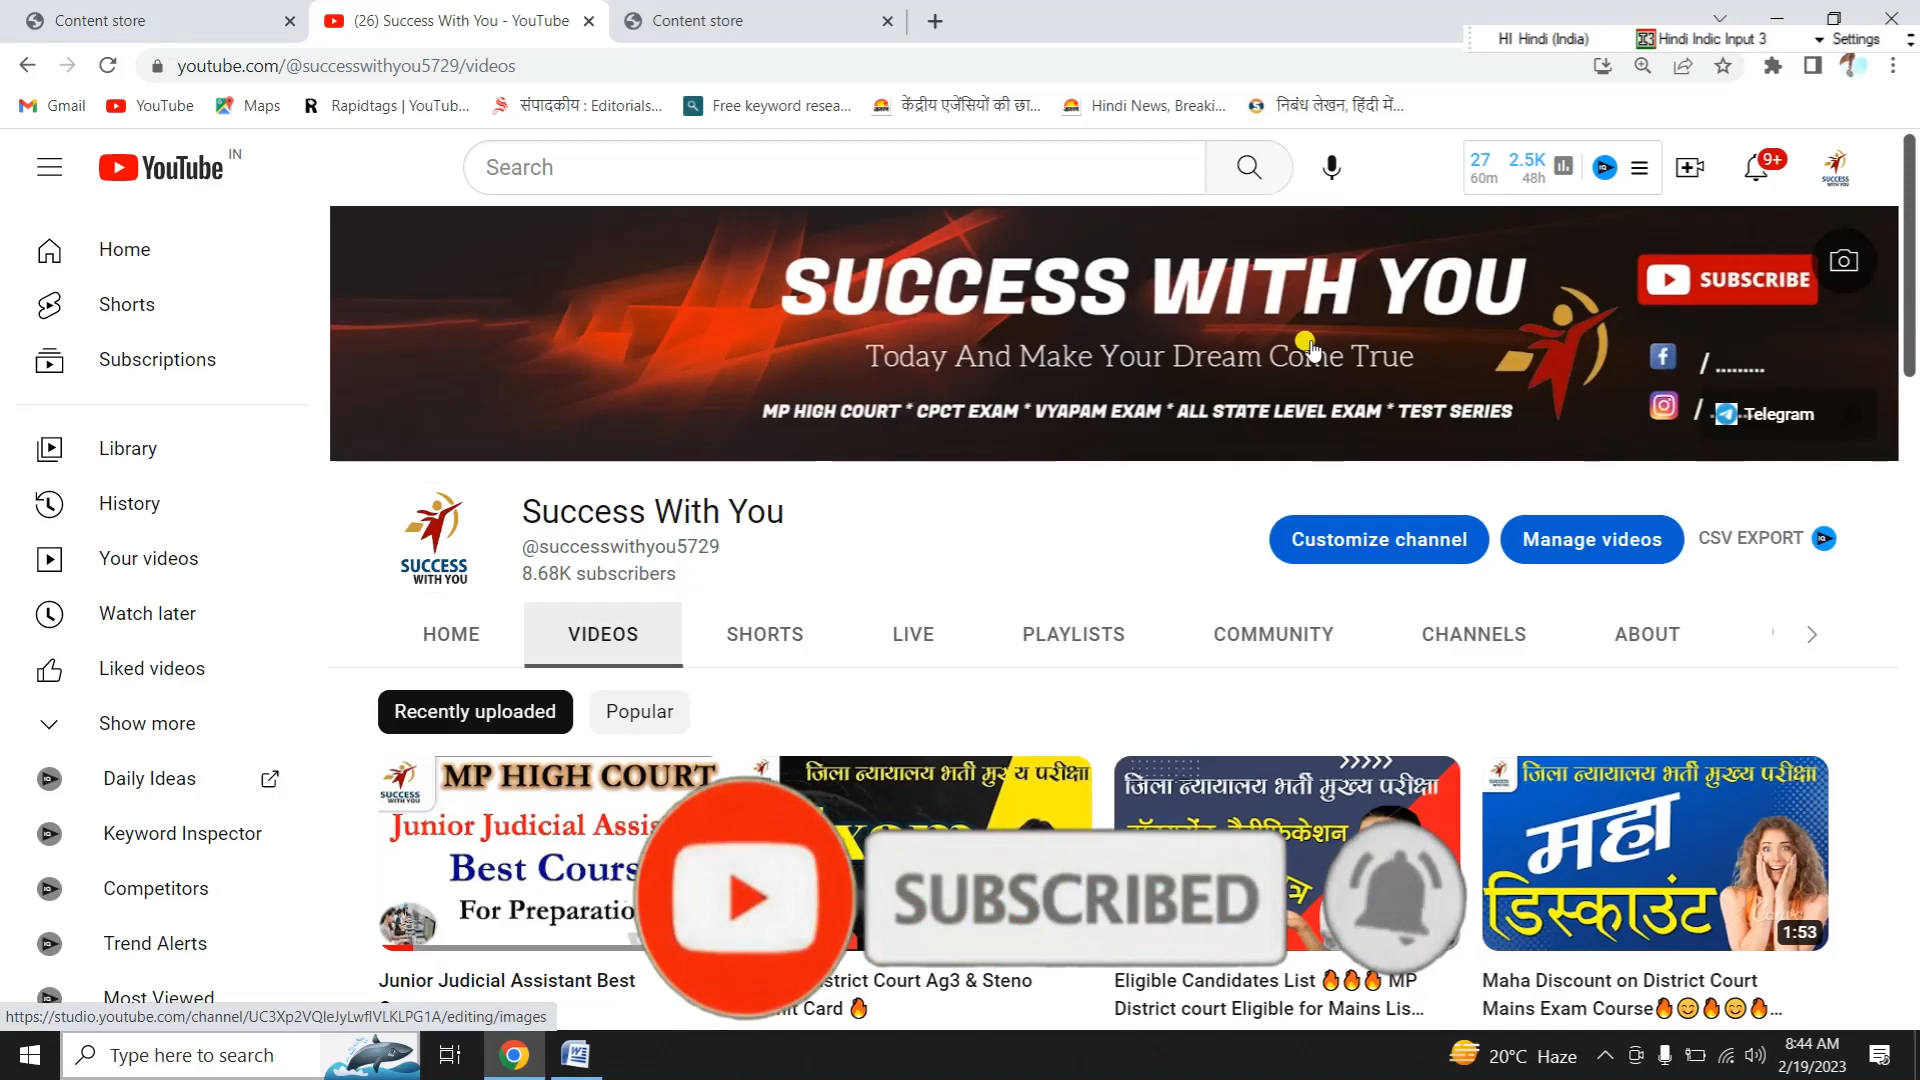 Content store
(26) Success With You - YouTube
Content store
HI Hindi (India)
Hindi Indic Input 3
Settings
youtube.com/@successwithyou5729/videos
Gmail
YouTube
Maps
Rapidtags | YouTub...
संपादकीय : Editorials...
Free keyword resea...
केंद्रीय एजेंसियों की छा...
Hindi News, Breaki...
निबंध लेखन, हिंदी में...
YouTube IN
Search
27 2.5K
60m 48h
9+
SUCCESS
WITH YOU
Home
Shorts
Subscriptions
Library
History
Your videos
Watch later
Liked videos
Show more
Daily Ideas
Keyword Inspector
Competitors
Trend Alerts
Most Viewed
SUCCESS WITH YOU
Today And Make Your Dream Come True
MP HIGH COURT * CPCT EXAM * VYAPAM EXAM * ALL STATE LEVEL EXAM * TEST SERIES
SUBSCRIBE
/ .........
/ .
Telegram
SUCCESS
WITH YOU
Success With You
@successwithyou5729
8.68K subscribers
Customize channel
Manage videos
CSV EXPORT
HOME
VIDEOS
SHORTS
LIVE
PLAYLISTS
COMMUNITY
CHANNELS
ABOUT
Recently uploaded
Popular
SUCCESS
WITH YOU
MP HIGH COURT
Junior Judicial
Best
For
जिला न्यायालय भर्ती परीक्षा
जिला न्यायालय भर्ती मुख्य परीक्षा
जिला न्यायालय भर्ती मुख्य परीक्षा
महा
डिस्काउंट
1:53
SUBSCRIBED
Junior Judicial Assistant Best
Court Ag3 & Steno
Card 🔥
Eligible Candidates List 🔥🔥🔥 MP
District court Eligible for Mains Lis...
Maha Discount on District Court
Mains Exam Course🔥😊🔥😊🔥...
https://studio.youtube.com/channel/UC3Xp2VQleJyLwflVLKLPG1A/editing/images
Type here to search
20°C Haze
8:44 AM
2/19/2023